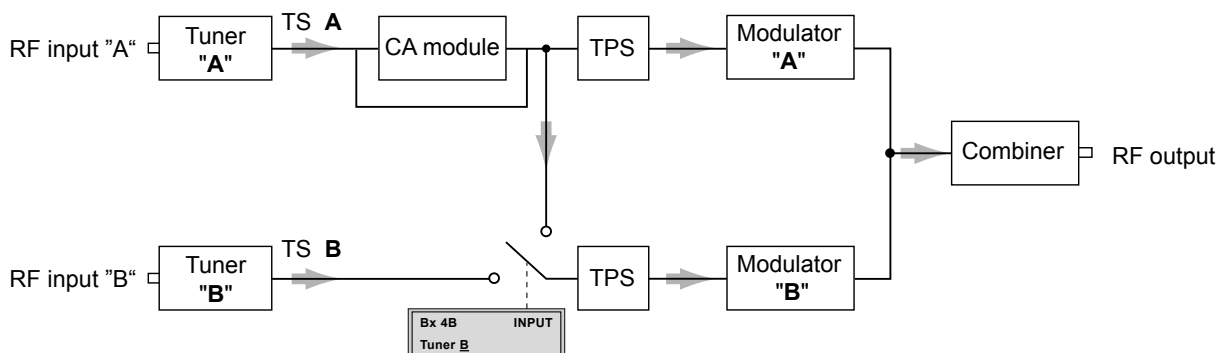 TS A
RF input ”A“
Tuner
"A"
CA module
TPS
Modulator
"A"
Combiner
RF output
TS B
RF input ”B“
Tuner
"B"
TPS
Modulator
"B"
Bx 4B INPUT
Tuner B